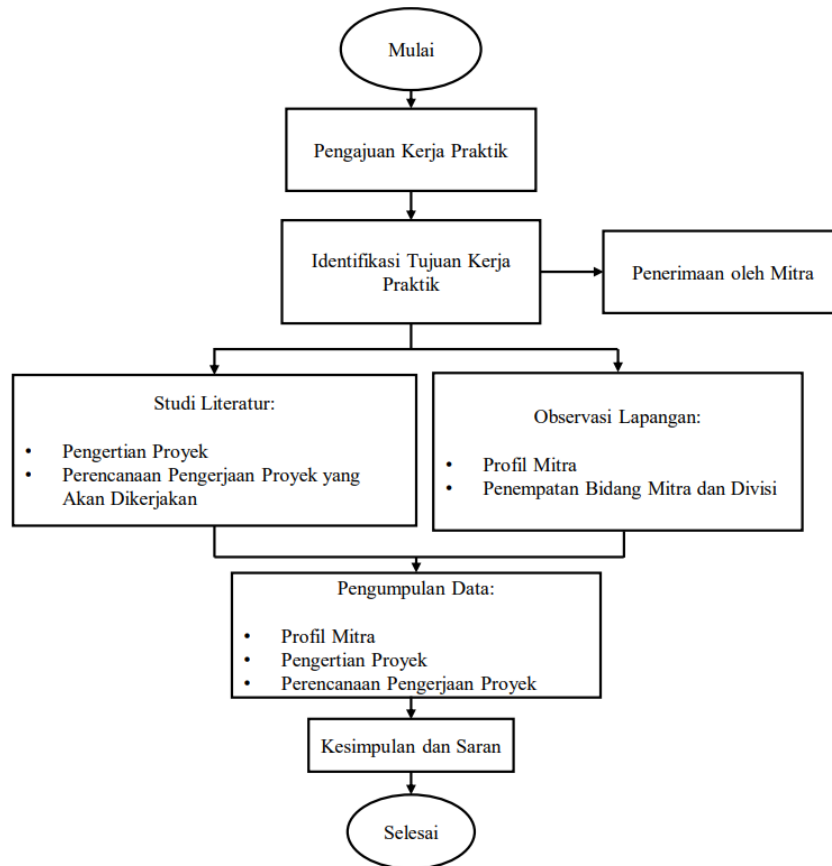 Mulai
Pengajuan Kerja Praktik
Identifikasi Tujuan Kerja
Praktik
Penerimaan oleh Mitra
Studi Literatur:
• Pengertian Proyek
• Perencanaan Pengerjaan Proyek yang
Akan Dikerjakan
Observasi Lapangan:
• Profil Mitra
• Penempatan Bidang Mitra dan Divisi
Pengumpulan Data:
• Profil Mitra
• Pengertian Proyek
• Perencanaan Pengerjaan Proyek
Kesimpulan dan Saran
Selesai